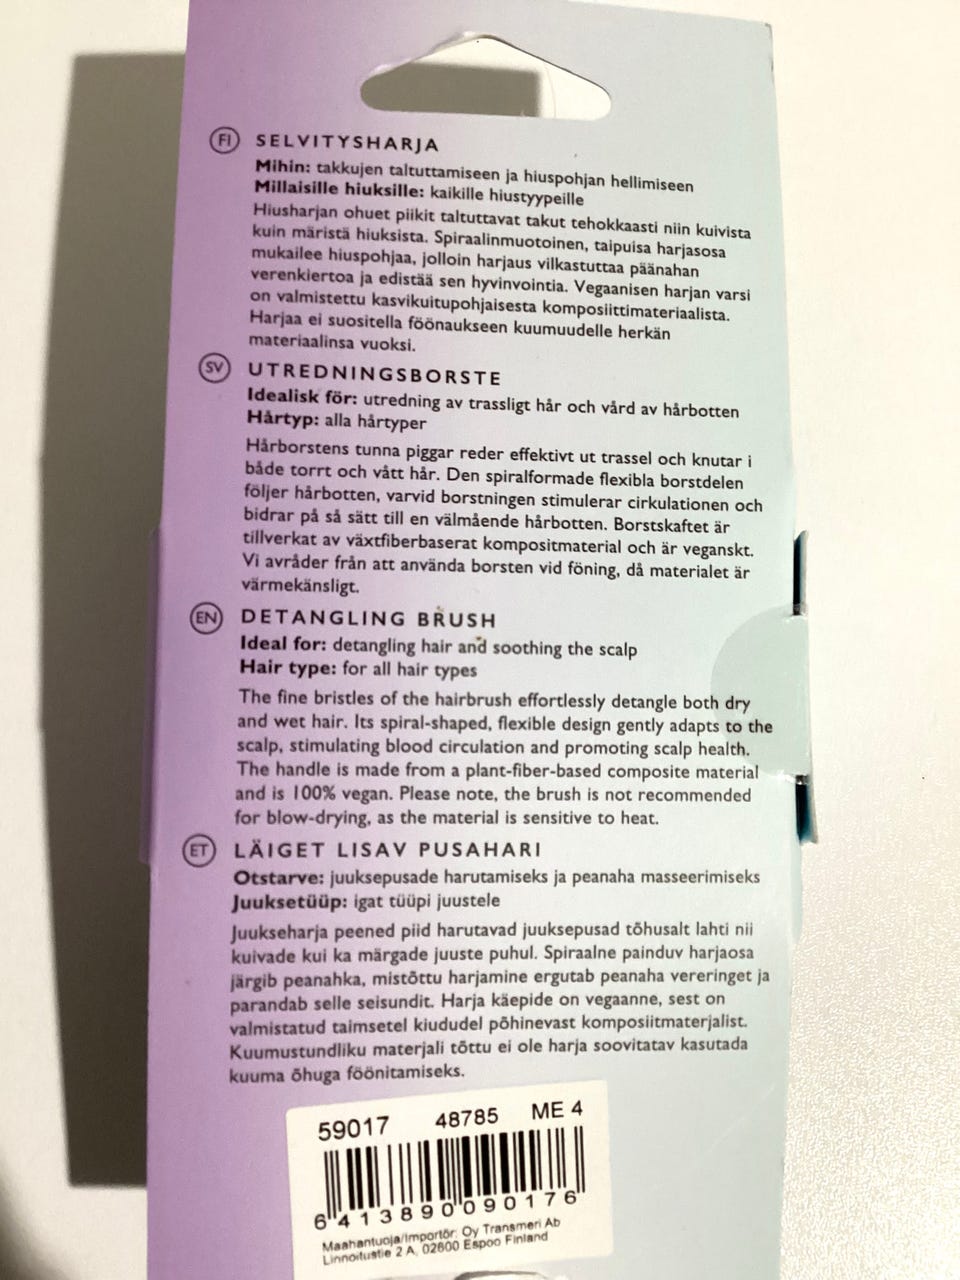 FI SELVITYSHARJA
Mihin: takkujen taltuttamiseen ja hiuspohjan hellimiseen
Millaisille hiuksille: kaikille hiustyypeille
Hiusharjan ohuet piikit taltuttavat takut tehokkaasti niin kuivista
kuin märistä hiuksista. Spiraalinmuotoinen, taipuisa harjasosa
mukailee hiuspohjaa, jolloin harjaus vilkastuttaa päänahan
verenkiertoa ja edistää sen hyvinvointia. Vegaanisen harjan varsi
on valmistettu kasvikuitupohjaisesta komposiittimateriaalista.
Harjaa ei suositella föönaukseen kuumuudelle herkän
materiaalinsa vuoksi.
SV UTREDNINGSBORSTE
Idealisk för: utredning av trassligt hår och vård av hårbotten
Hårtyp: alla hårtyper
Hårborstens tunna piggar reder effektivt ut trassel och knutar i
både torrt och vått hår. Den spiralformade flexibla borstdelen
följer hårbotten, varvid borstningen stimulerar cirkulationen och
bidrar på så sätt till en välmående hårbotten. Borstskaftet är
tillverkat av växtfiberbaserat kompositmaterial och är veganskt.
Vi avråder från att använda borsten vid föning, då materialet är
värmekänsligt.
EN DETANGLING BRUSH
Ideal for: detangling hair and soothing the scalp
Hair type: for all hair types
The fine bristles of the hairbrush effortlessly detangle both dry
and wet hair. Its spiral-shaped, flexible design gently adapts to the
scalp, stimulating blood circulation and promoting scalp health.
The handle is made from a plant-fiber-based composite material
and is 100% vegan. Please note, the brush is not recommended
for blow-drying, as the material is sensitive to heat.
ET LÄIGET LISAV PUSAHARI
Otstarve: juuksepusade harutamiseks ja peanaha masseerimiseks
Juuksetüüp: igat tüüpi juustele
Juukseharja peened piid harutavad juuksepusad tõhusalt lahti nii
kuivade kui ka märgade juuste puhul. Spiraalne painduv harjaosa
järgib peanahka, mistõttu harjamine ergutab peanaha vereringet ja
parandab selle seisundit. Harja käepide on vegaanne, sest on
valmistatud taimsetel kiududel põhinevast komposiitmaterjalist.
Kuumustundliku materjali tõttu ei ole harja soovitatav kasutada
kuuma õhuga föönitamiseks.
59017 48785 ME 4
6 413890 090176
Maahantuoja/Importör: Oy Transmeri Ab
Linnoitustie 2 A, 02600 Espoo Finland